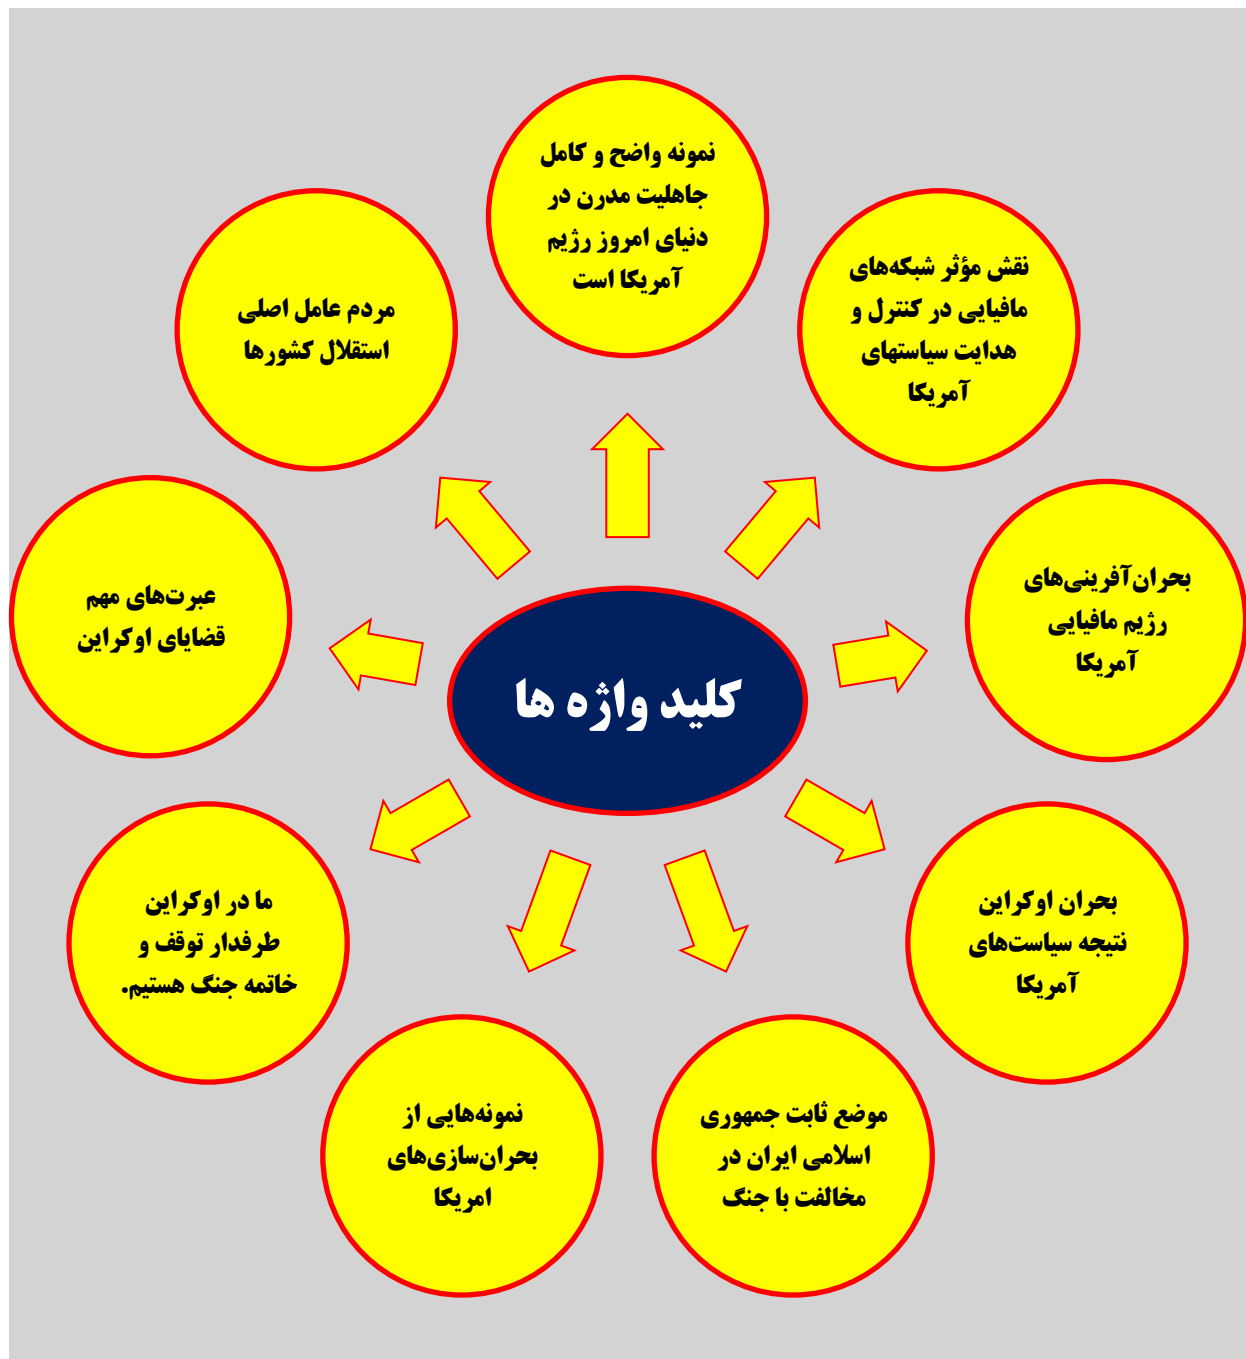 نمونه واضح و کامل
جاهلیت مدرن در
دنیای امروز رژیم
آمریکا است
نقش مؤثر شبکه‌های
مافیایی در کنترل و
هدایت سیاستهای
آمریکا
بحران‌آفرینی‌های
رژیم مافیایی
آمریکا
بحران اوکراین
نتیجه سیاست‌های
آمریکا
موضع ثابت جمهوری
اسلامی ایران در
مخالفت با جنگ
نمونه‌هایی از
بحران‌سازی‌های
امریکا
ما در اوکراین
طرفدار توقف و
خاتمه جنگ هستیم.
عبرت‌های مهم
قضایای اوکراین
مردم عامل اصلی
استقلال کشورها
کلید واژه ها